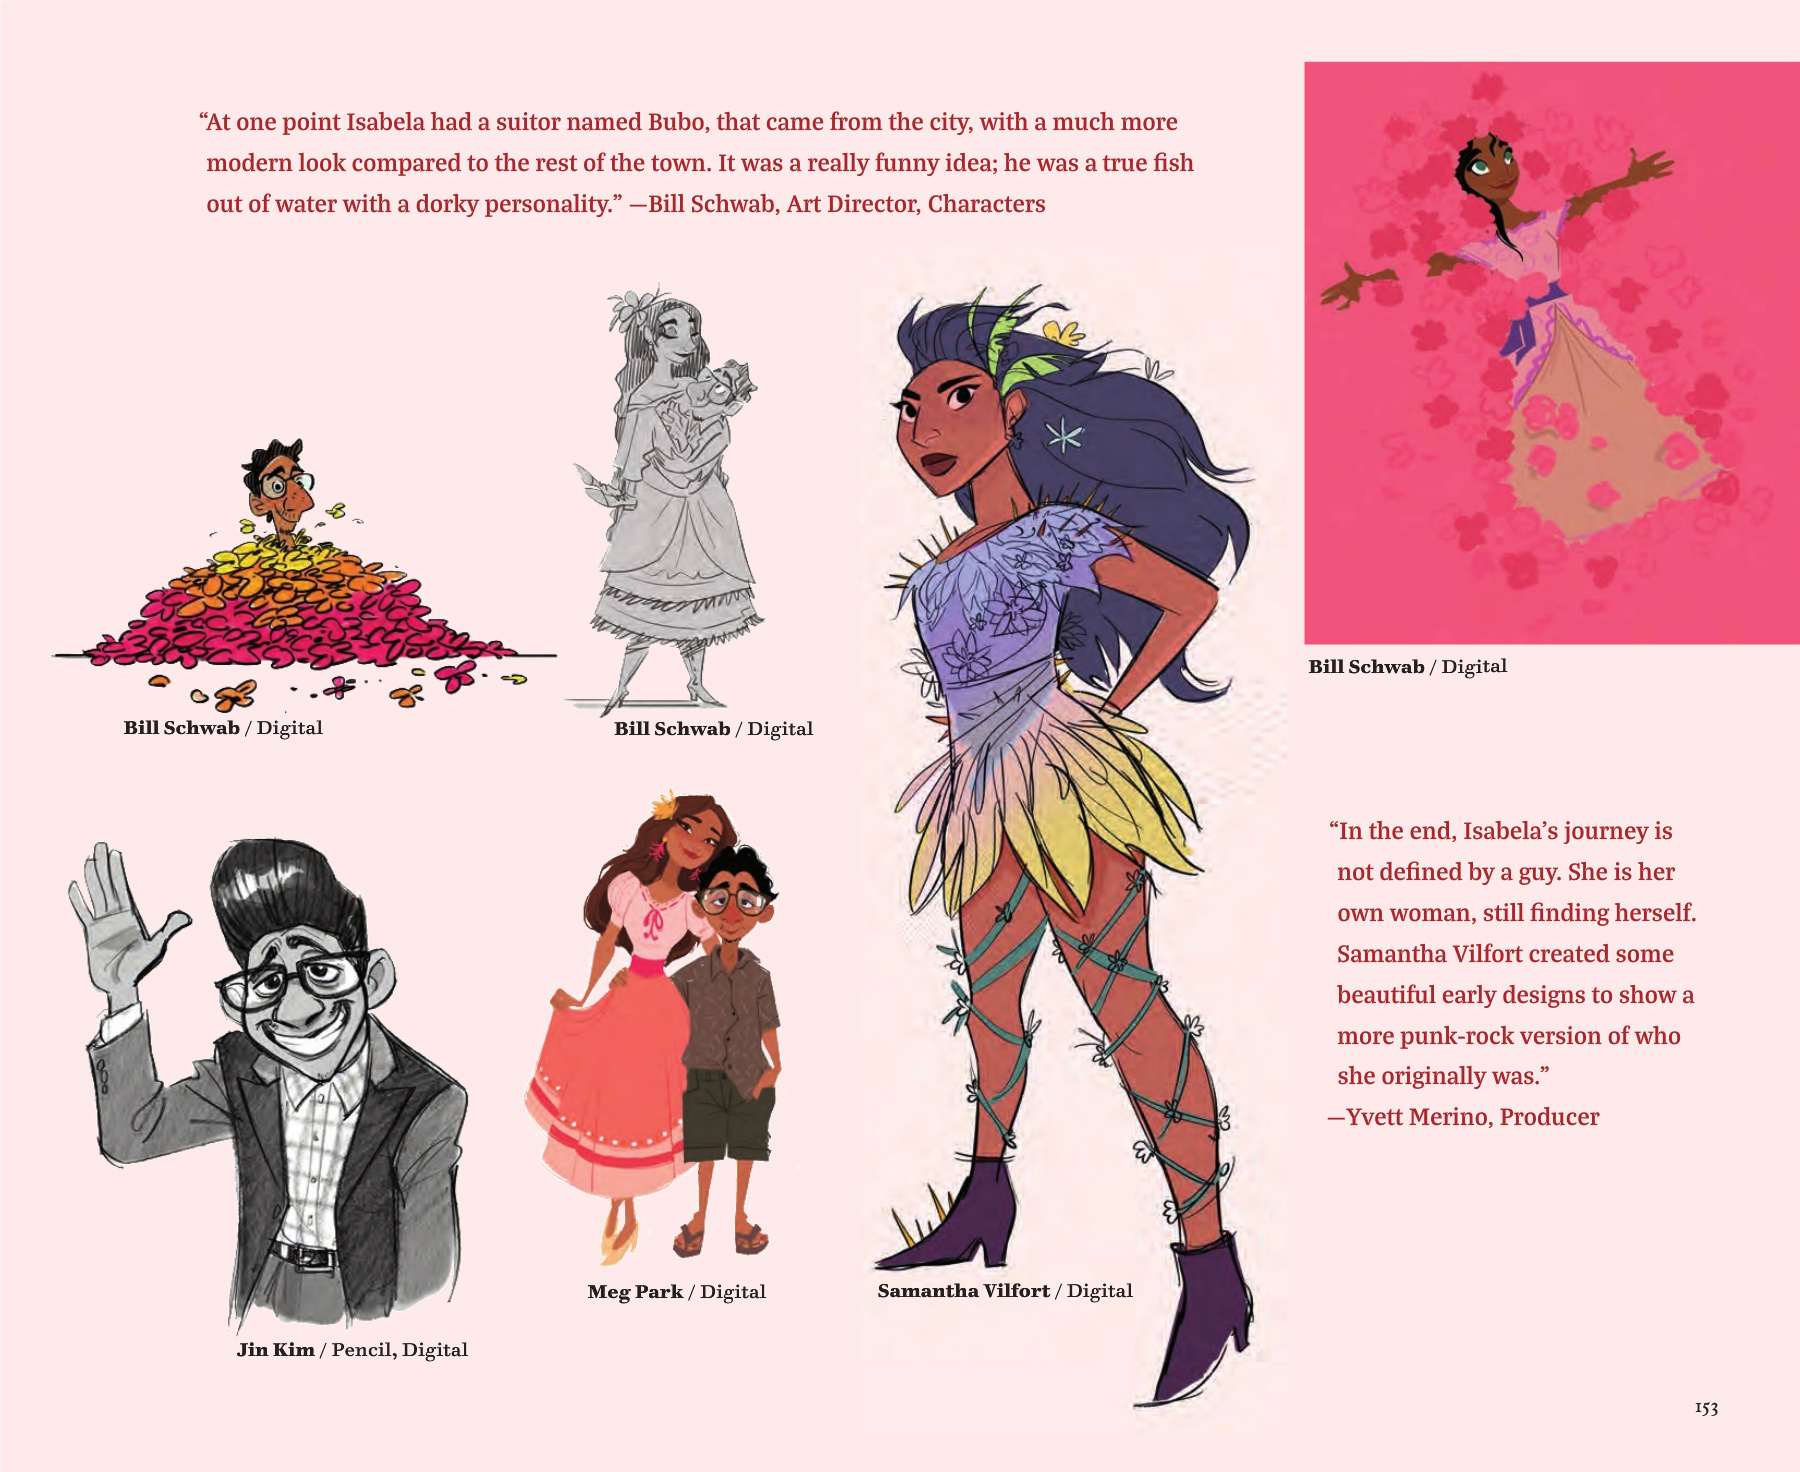 “At one point Isabela had a suitor named Bubo, that came from the city, with a much more
modern look compared to the rest of the town. It was a really funny idea; he was a true fish
out of water with a dorky personality.” —Bill Schwab, Art Director, Characters
Bill Schwab / Digital
Bill Schwab / Digital
Bill Schwab / Digital
“In the end, Isabela’s journey is
not defined by a guy. She is her
own woman, still finding herself.
Samantha Vilfort created some
beautiful early designs to show a
more punk-rock version of who
she originally was.”
—Yvett Merino, Producer
Jin Kim / Pencil, Digital
Meg Park / Digital
Samantha Vilfort / Digital
153